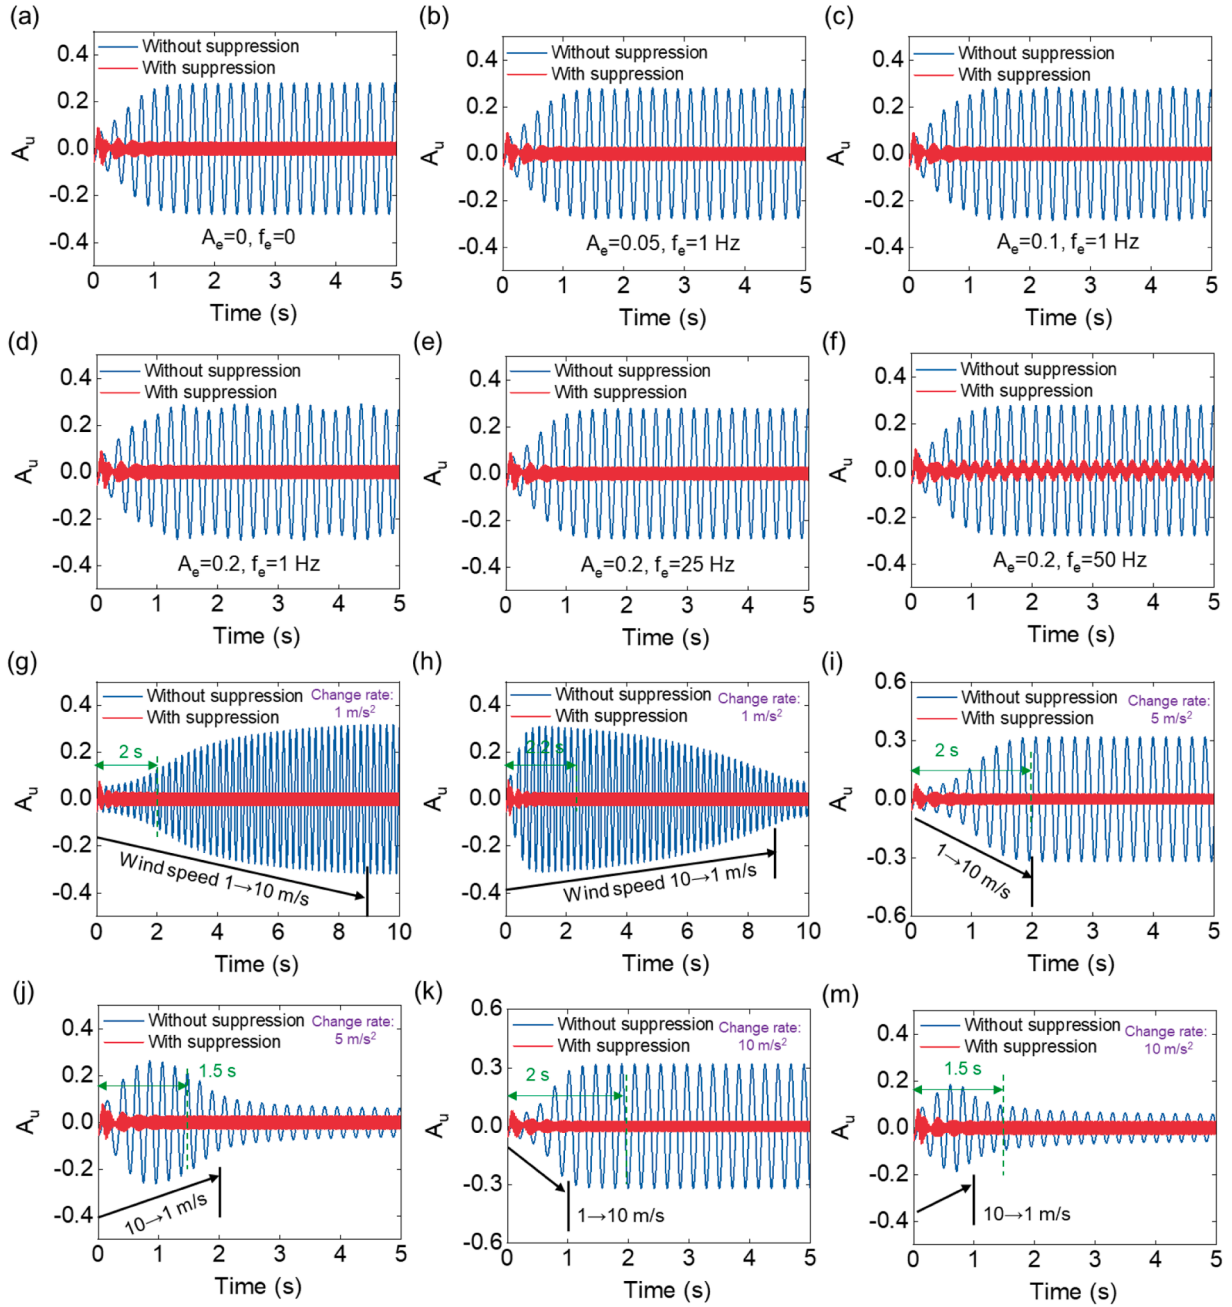 (a)
Without suppression
With suppression
0.4
0.2
0.0
-0.2
-0.4
A_u
A_e=0, f_e=0
0 1 2 3 4 5
Time (s)
(b)
Without suppression
With suppression
0.4
0.2
0.0
-0.2
-0.4
A_u
A_e=0.05, f_e=1 Hz
0 1 2 3 4 5
Time (s)
(c)
Without suppression
With suppression
0.4
0.2
0.0
-0.2
-0.4
A_u
A_e=0.1, f_e=1 Hz
0 1 2 3 4 5
Time (s)
(d)
Without suppression
With suppression
0.4
0.2
0.0
-0.2
-0.4
A_u
A_e=0.2, f_e=1 Hz
0 1 2 3 4 5
Time (s)
(e)
Without suppression
With suppression
0.4
0.2
0.0
-0.2
-0.4
A_u
A_e=0.2, f_e=25 Hz
0 1 2 3 4 5
Time (s)
(f)
Without suppression
With suppression
0.4
0.2
0.0
-0.2
-0.4
A_u
A_e=0.2, f_e=50 Hz
0 1 2 3 4 5
Time (s)
(g)
Without suppression
With suppression
Change rate:
1 m/s²
0.4
0.2
0.0
-0.2
-0.4
A_u
2 s
Wind speed 1→10 m/s
0 2 4 6 8 10
Time (s)
(h)
Without suppression
With suppression
Change rate:
1 m/s²
0.4
0.2
0.0
-0.2
-0.4
A_u
2.2 s
Wind speed 10→1 m/s
0 2 4 6 8 10
Time (s)
(i)
Without suppression
With suppression
Change rate:
5 m/s²
0.6
0.3
0.0
-0.3
-0.6
A_u
2 s
1→10 m/s
0 1 2 3 4 5
Time (s)
(j)
Without suppression
With suppression
Change rate:
5 m/s²
0.4
0.2
0.0
-0.2
-0.4
A_u
1.5 s
10→1 m/s
0 1 2 3 4 5
Time (s)
(k)
Without suppression
With suppression
Change rate:
10 m/s²
0.6
0.3
0.0
-0.3
-0.6
A_u
2 s
1→10 m/s
0 1 2 3 4 5
Time (s)
(m)
Without suppression
With suppression
Change rate:
10 m/s²
0.4
0.2
0.0
-0.2
-0.4
A_u
1.5 s
10→1 m/s
0 1 2 3 4 5
Time (s)